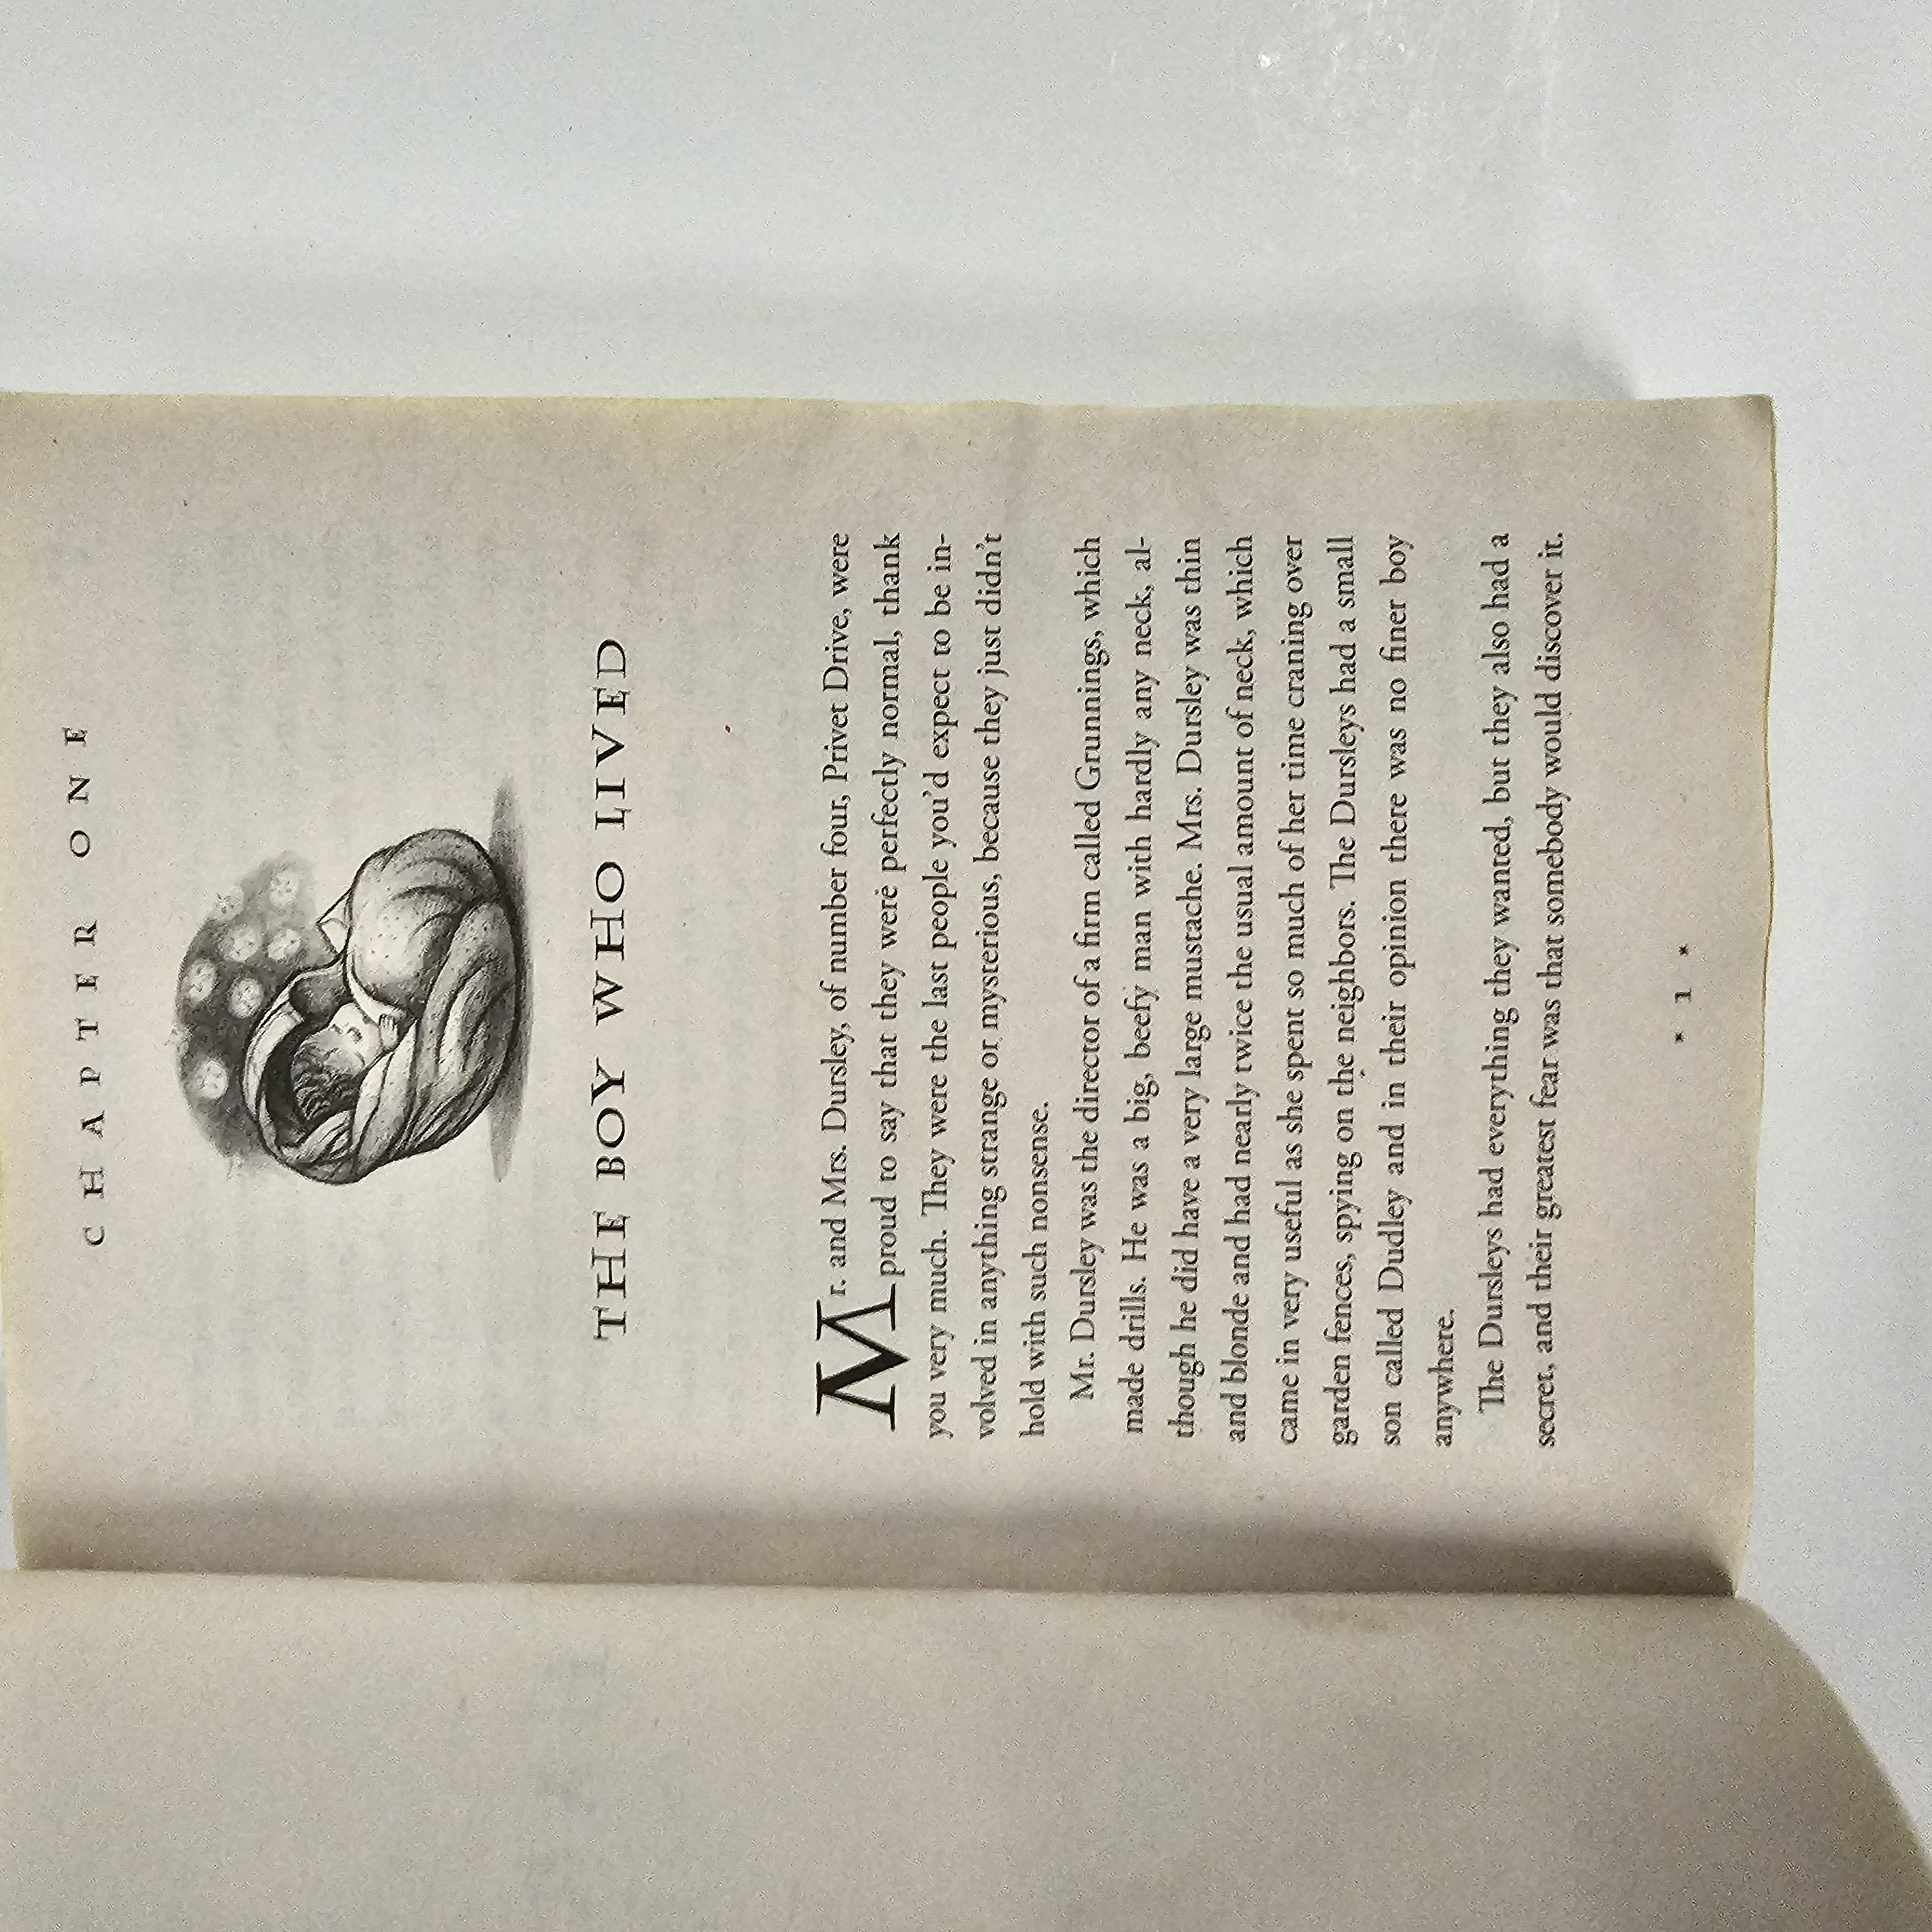 CHAPTER ONE
THE BOY WHO LIVED
Mr. and Mrs. Dursley, of number four, Privet Drive, were
proud to say that they were perfectly normal, thank
you very much. They were the last people you'd expect to be in-
volved in anything strange or mysterious, because they just didn't
hold with such nonsense.
Mr. Dursley was the director of a firm called Grunnings, which
made drills. He was a big, beefy man with hardly any neck, al-
though he did have a very large mustache. Mrs. Dursley was thin
and blonde and had nearly twice the usual amount of neck, which
came in very useful as she spent so much of her time craning over
garden fences, spying on the neighbors. The Dursleys had a small
son called Dudley and in their opinion there was no finer boy
anywhere.
The Dursleys had everything they wanted, but they also had a
secret, and their greatest fear was that somebody would discover it.
* 1 *